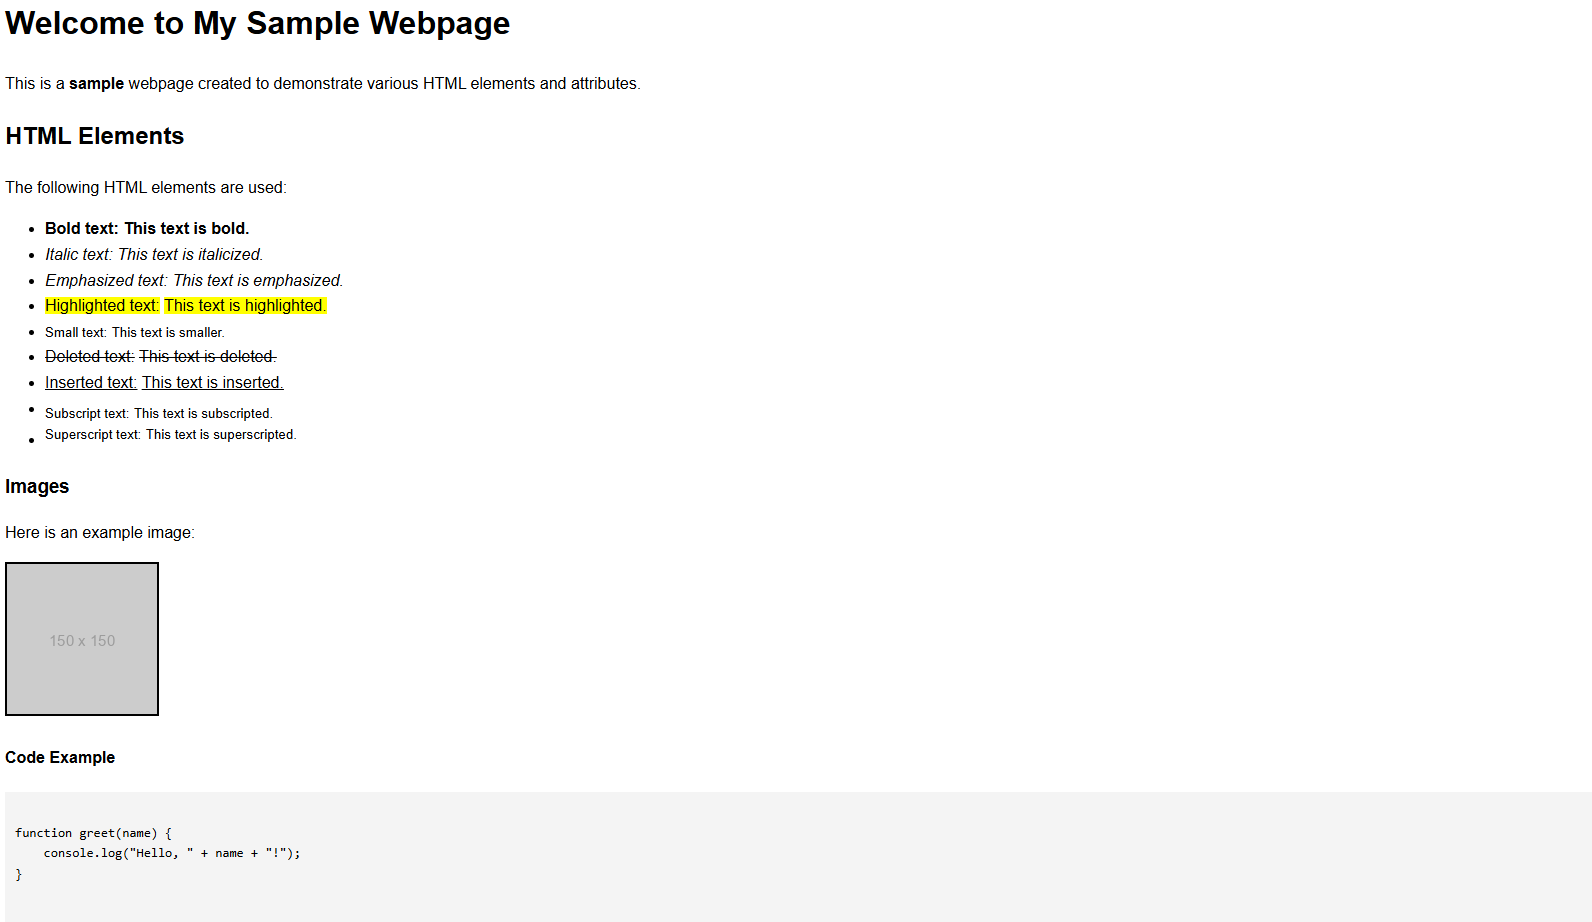 Welcome to My Sample Webpage
This is a sample webpage created to demonstrate various HTML elements and attributes.
HTML Elements
The following HTML elements are used:
Bold text: This text is bold.
Italic text: This text is italicized.
Emphasized text: This text is emphasized.
Highlighted text: This text is highlighted.
Small text: This text is smaller.
Deleted text: This text is deleted.
Inserted text: This text is inserted.
Subscript text: This text is subscripted.
Superscript text: This text is superscripted.
Images
Here is an example image:
150 x 150
Code Example
function greet(name) {
    console.log("Hello, " + name + "!");
}